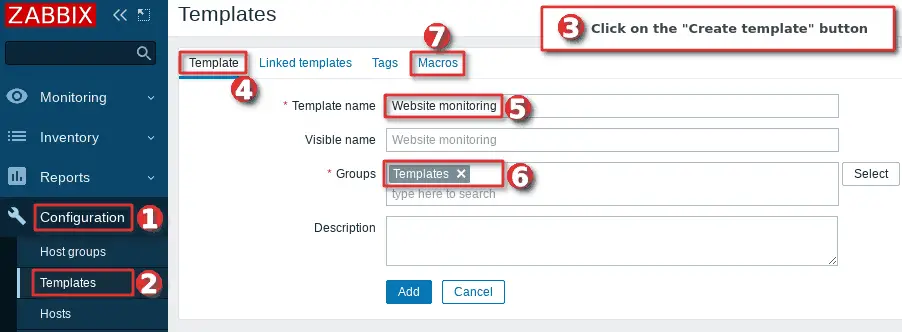 ZABBIX
Monitoring
Inventory
Reports
Configuration 1
Host groups
Templates 2
Hosts
Templates
3 Click on the "Create template" button
7
Template Linked templates Tags Macros
4
* Template name Website monitoring 5
Visible name Website monitoring
* Groups Templates 6 Select
type here to search
Description
Add Cancel